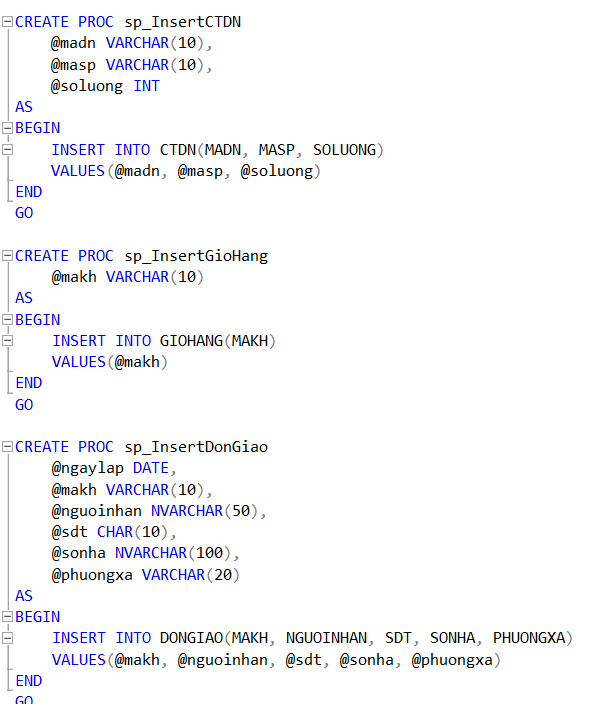 CREATE PROC sp_InsertCTDN
@madn VARCHAR(10),
@masp VARCHAR(10),
@soluong INT
AS
BEGIN
INSERT INTO CTDN(MADN, MASP, SOLUONG)
VALUES(@madn, @masp, @soluong)
END
GO
CREATE PROC sp_InsertGioHang
@makh VARCHAR(10)
AS
BEGIN
INSERT INTO GIOHANG(MAKH)
VALUES(@makh)
END
GO
CREATE PROC sp_InsertDonGiao
@ngaylap DATE,
@makh VARCHAR(10),
@nguoinhan NVARCHAR(50),
@sdt CHAR(10),
@sonha NVARCHAR(100),
@phuongxa VARCHAR(20)
AS
BEGIN
INSERT INTO DONGIAO(MAKH, NGUOINHAN, SDT, SONHA, PHUONGXA)
VALUES(@makh, @nguoinhan, @sdt, @sonha, @phuongxa)
END
GO